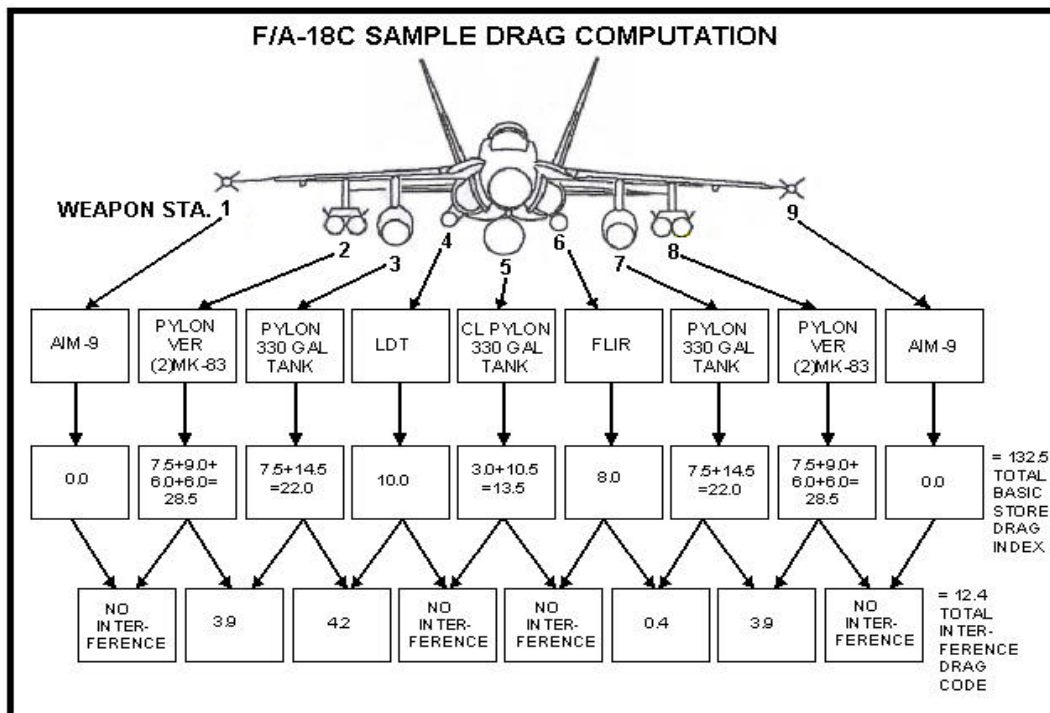 F/A-18C SAMPLE DRAG COMPUTATION
WEAPON STA. 1
2
3
4
5
6
7
8
9
AIM-9
PYLON
VER
(2)MK-83
PYLON
330 GAL
TANK
LDT
CL PYLON
330 GAL
TANK
FLIR
PYLON
330 GAL
TANK
PYLON
VER
(2)MK-83
AIM-9
0.0
7.5+9.0+
6.0+6.0=
28.5
7.5+14.5
=22.0
10.0
3.0+10.5
=13.5
8.0
7.5+14.5
=22.0
7.5+9.0+
6.0+6.0=
28.5
0.0
= 132.5
TOTAL
BASIC
STORE
DRAG
INDEX
NO
INTER-
FERENCE
3.9
4.2
NO
INTER-
FERENCE
NO
INTER-
FERENCE
0.4
3.9
NO
INTER-
FERENCE
= 12.4
TOTAL
INTER-
FERENCE
DRAG
CODE